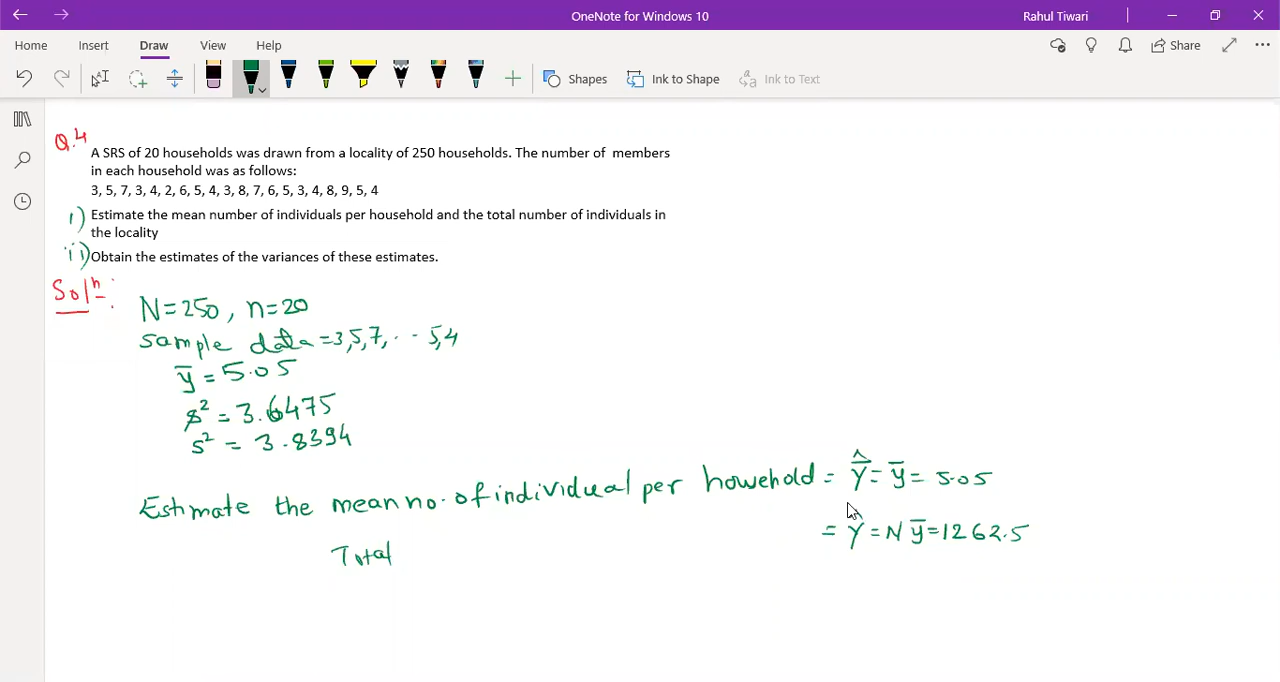 OneNote for Windows 10
Rahul Tiwari
Home Insert Draw View Help
Share
Shapes Ink to Shape Ink to Text
Q.4
A SRS of 20 households was drawn from a locality of 250 households. The number of members
in each household was as follows:
3, 5, 7, 3, 4, 2, 6, 5, 4, 3, 8, 7, 6, 5, 3, 4, 8, 9, 5, 4
i) Estimate the mean number of individuals per household and the total number of individuals in
the locality
ii) Obtain the estimates of the variances of these estimates.
Solⁿ:
N=250, n=20
sample data =3,5,7,... 5,4
y̅ = 5.05
s² = 3.6475
s² = 3.8394
Estimate the mean no. of individual per howehold = Y̅̂ = y̅ = 5.05
Total = Ŷ = N y̅ = 1262.5